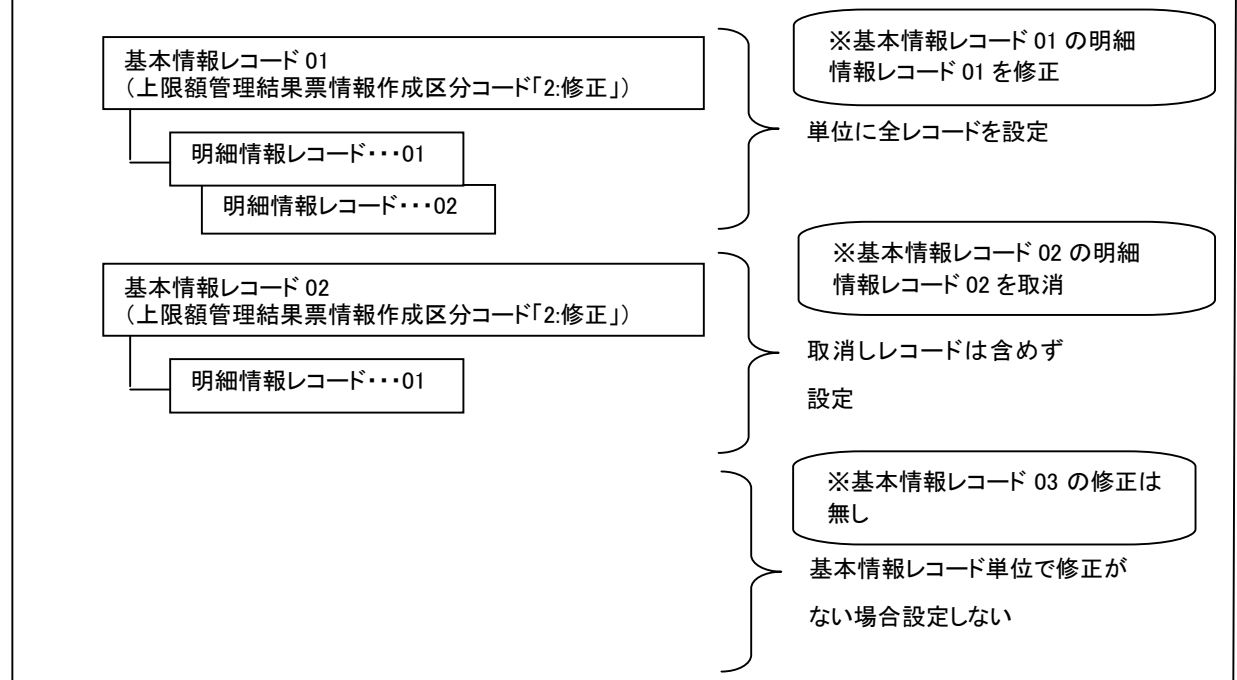 基本情報レコード 01
（上限額管理結果票情報作成区分コード「2:修正」）
明細情報レコード・・・01
明細情報レコード・・・02
※基本情報レコード 01 の明細
情報レコード 01 を修正
単位に全レコードを設定
基本情報レコード 02
（上限額管理結果票情報作成区分コード「2:修正」）
明細情報レコード・・・01
※基本情報レコード 02 の明細
情報レコード 02 を取消
取消しレコードは含めず
設定
※基本情報レコード 03 の修正は
無し
基本情報レコード単位で修正が
ない場合設定しない